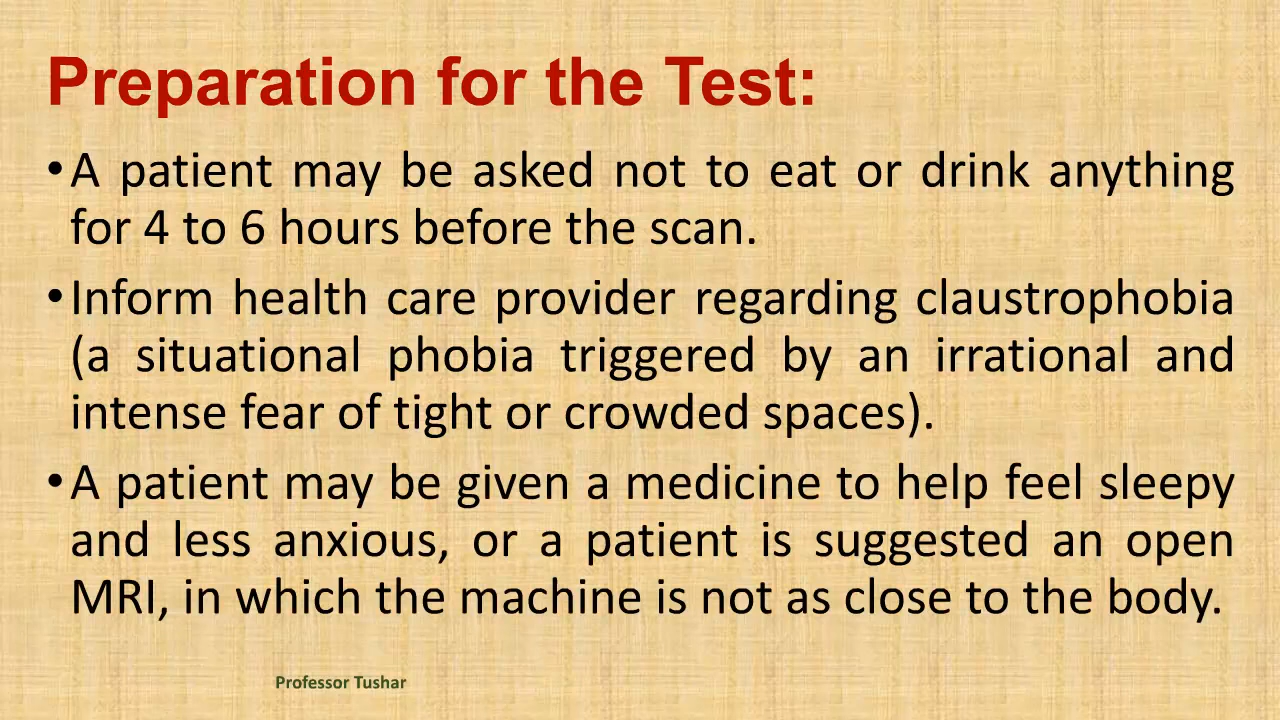 Preparation for the Test:
•A patient may be asked not to eat or drink anything
for 4 to 6 hours before the scan.
•Inform health care provider regarding claustrophobia
(a situational phobia triggered by an irrational and
intense fear of tight or crowded spaces).
•A patient may be given a medicine to help feel sleepy
and less anxious, or a patient is suggested an open
MRI, in which the machine is not as close to the body.
Professor Tushar